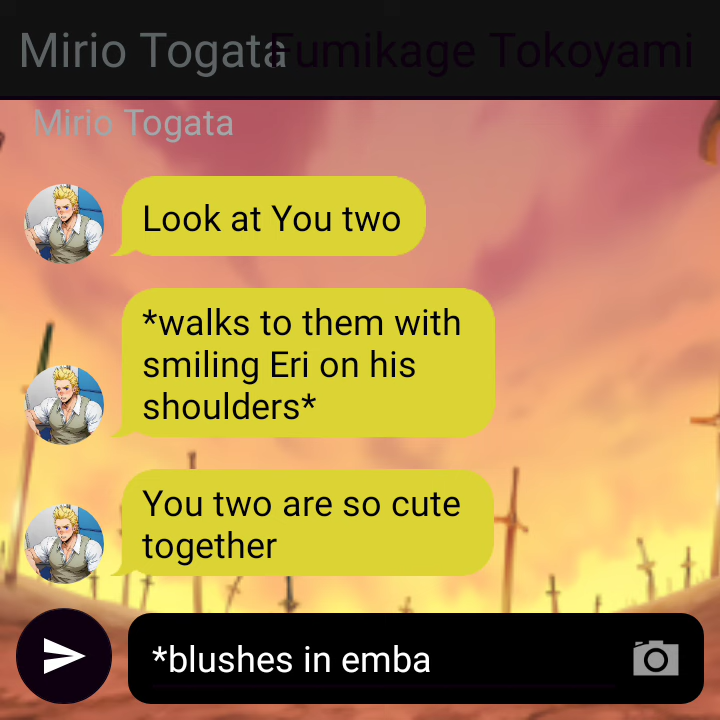 Mirio Togata Fumikage Tokoyami
Mirio Togata
Look at You two
*walks to them with
smiling Eri on his
shoulders*
You two are so cute
together
*blushes in emba